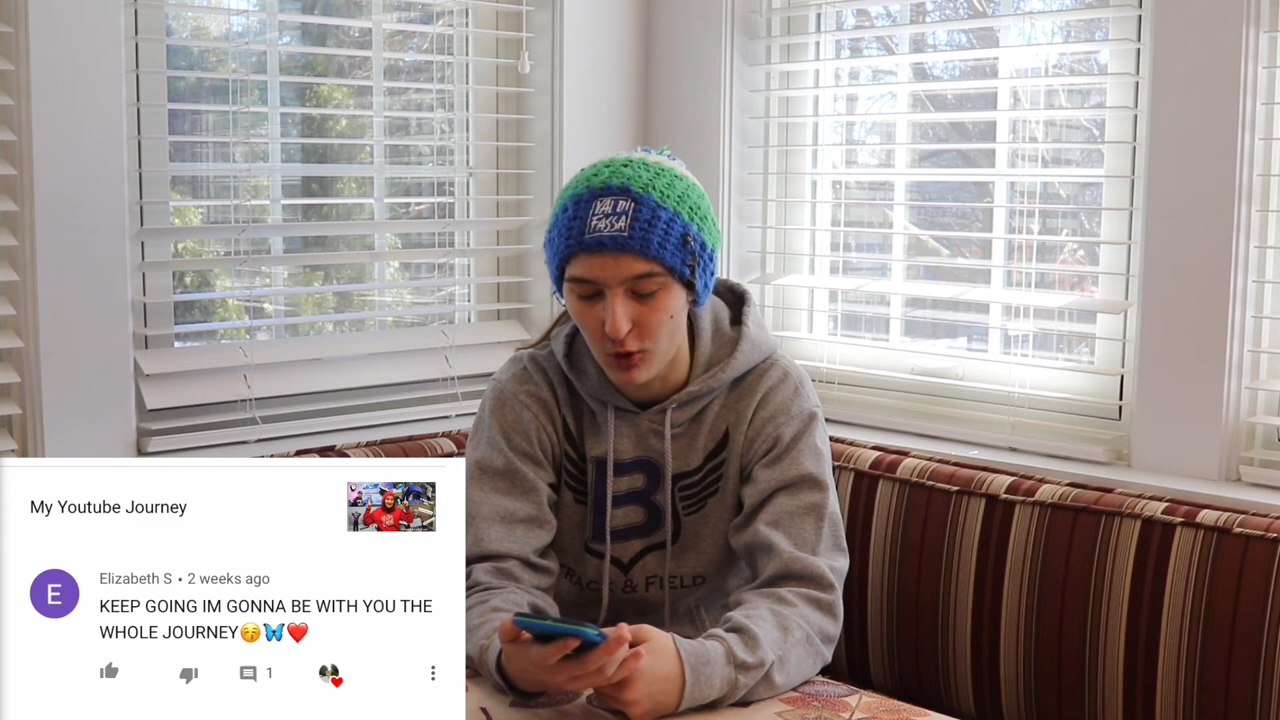 VAL DI
FASSA
B
TRACK & FIELD
My Youtube Journey
E
Elizabeth S • 2 weeks ago
KEEP GOING IM GONNA BE WITH YOU THE
WHOLE JOURNEY😚🦋❤️
1